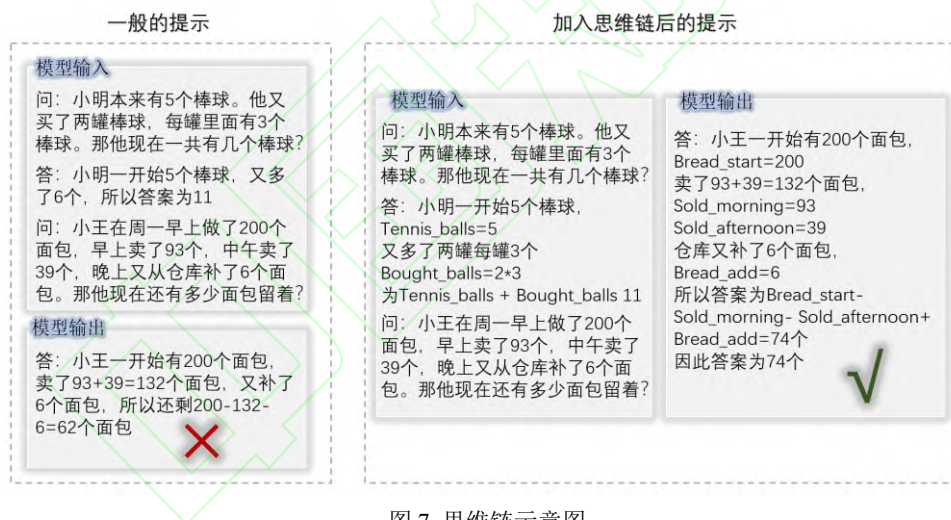 一般的提示
模型输入
问：小明本来有5个棒球。他又
买了两罐棒球，每罐里面有3个
棒球。那他现在一共有几个棒球?
答：小明一开始5个棒球，又多
了6个，所以答案为11
问：小王在周一早上做了200个
面包，早上卖了93个，中午卖了
39个，晚上又从仓库补了6个面
包。那他现在还有多少面包留着?
模型输出
答：小王一开始有200个面包，
卖了93+39=132个面包，又补了
6个面包，所以还剩200-132-
6=62个面包
加入思维链后的提示
模型输入
问：小明本来有5个棒球。他又
买了两罐棒球，每罐里面有3个
棒球。那他现在一共有几个棒球?
答：小明一开始5个棒球，
Tennis_balls=5
又多了两罐每罐3个
Bought_balls=2*3
为Tennis_balls + Bought_balls 11
问：小王在周一早上做了200个
面包，早上卖了93个，中午卖了
39个，晚上又从仓库补了6个面
包。那他现在还有多少面包留着?
模型输出
答：小王一开始有200个面包，
Bread_start=200
卖了93+39=132个面包，
Sold_morning=93
Sold_afternoon=39
仓库又补了6个面包，
Bread_add=6
所以答案为Bread_start-
Sold_morning- Sold_afternoon+
Bread_add=74个
因此答案为74个
图 7 思维链示意图